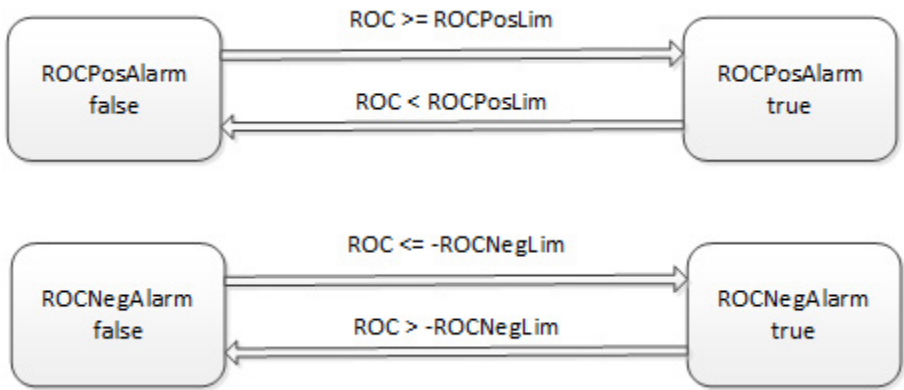 ROC >= ROCPosLim
ROCPosAlarm
false
ROCPosAlarm
true
ROC < ROCPosLim
ROC <= -ROCNegLim
ROCNegAlarm
false
ROCNegAlarm
true
ROC > -ROCNegLim